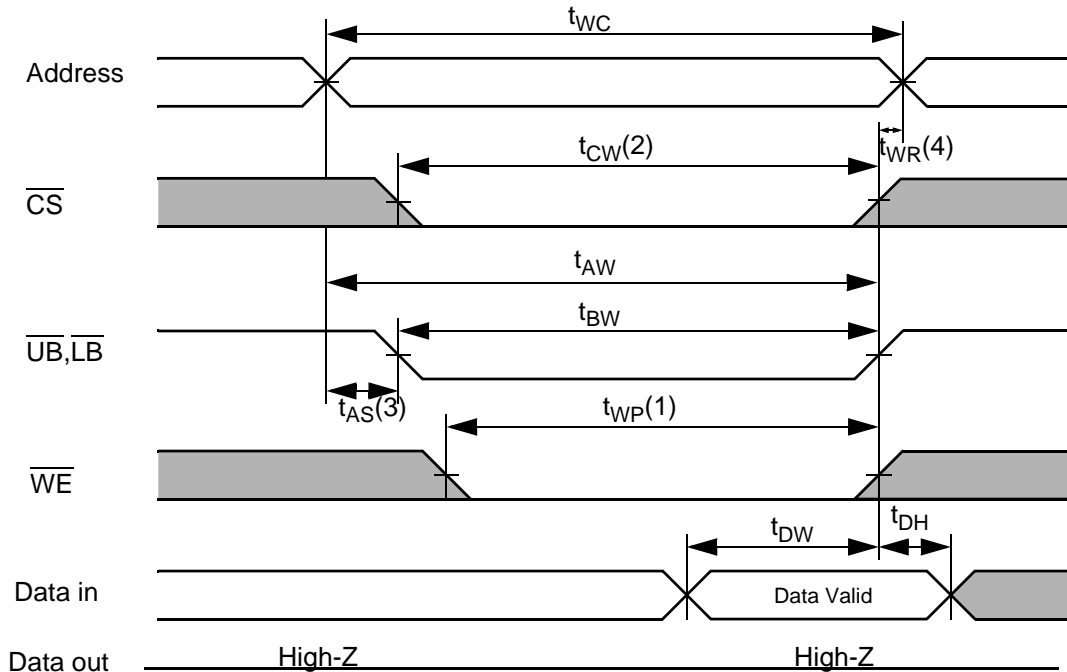 tWC
Address
tCW(2)
tWR(4)
CS
tAW
tBW
UB,LB
tAS(3)
tWP(1)
WE
tDH
tDW
Data in
Data Valid
High-Z
High-Z
Data out